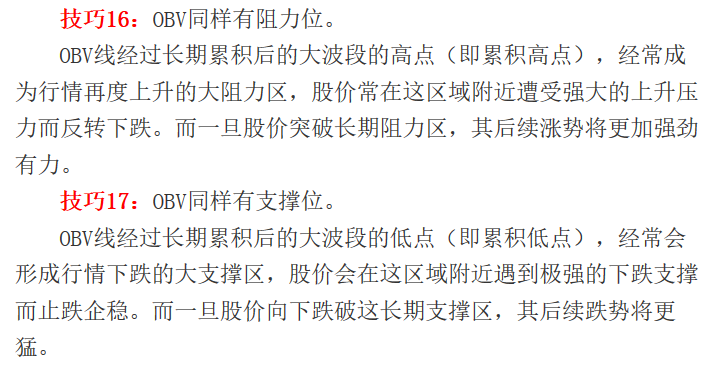 技巧16：OBV同样有阻力位。
OBV线经过长期累积后的大波段的高点（即累积高点），经常成
为行情再度上升的大阻力区，股价常在这区域附近遭受强大的上升压
力而反转下跌。而一旦股价突破长期阻力区，其后续涨势将更加强劲
有力。
技巧17：OBV同样有支撑位。
OBV线经过长期累积后的大波段的低点（即累积低点），经常会
形成行情下跌的大支撑区，股价会在这区域附近遇到极强的下跌支撑
而止跌企稳。而一旦股价向下跌破这长期支撑区，其后续跌势将更
猛。